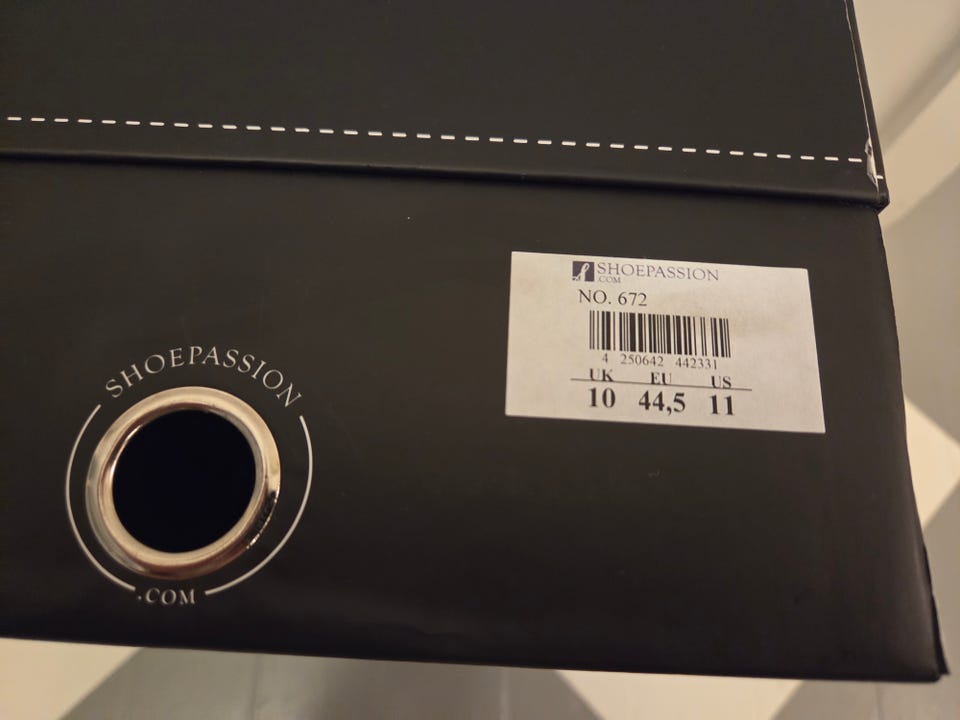 SHOEPASSION
.COM
NO. 672
4 250642 442331
UK EU US
10 44,5 11
SHOEPASSION
.COM